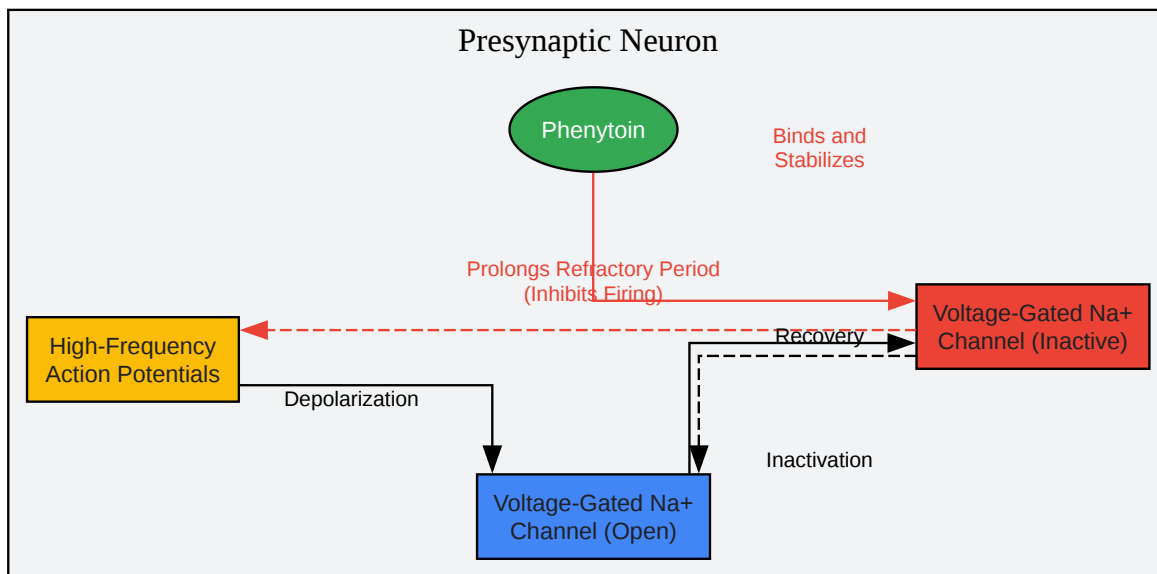 Presynaptic Neuron
Phenytoin
Binds and
Stabilizes
Prolongs Refractory Period
(Inhibits Firing)
Voltage-Gated Na+
Channel (Inactive)
Recovery
High-Frequency
Action Potentials
Depolarization
Inactivation
Voltage-Gated Na+
Channel (Open)